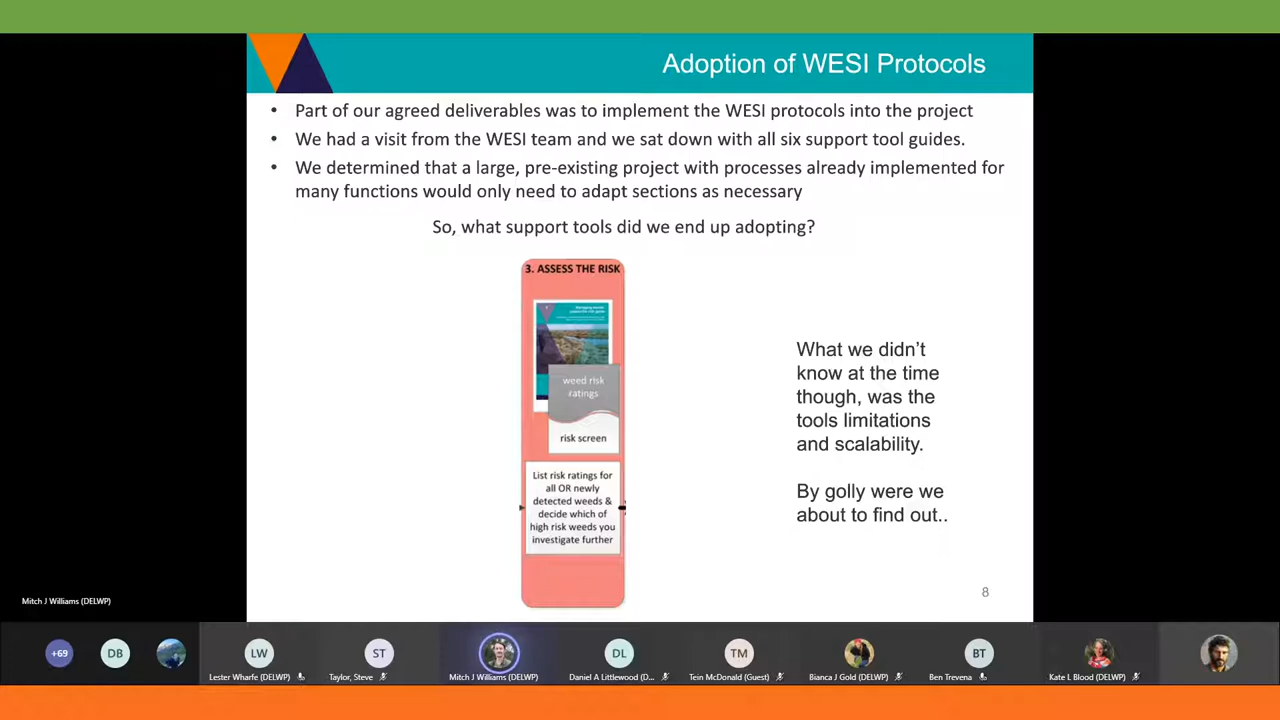 Adoption of WESI Protocols
• Part of our agreed deliverables was to implement the WESI protocols into the project
• We had a visit from the WESI team and we sat down with all six support tool guides.
• We determined that a large, pre-existing project with processes already implemented for
many functions would only need to adapt sections as necessary
So, what support tools did we end up adopting?
3. ASSESS THE RISK
weed risk
ratings
risk screen
List risk ratings for
all OR newly
detected weeds &
decide which of
high risk weeds you
investigate further
What we didn't
know at the time
though, was the
tools limitations
and scalability.
By golly were we
about to find out..
8
Mitch J Williams (DELWP)
+69
DB
LW
ST
DL
TM
BT
Lester Wharfe (DELWP)
Taylor, Steve
Mitch J Williams (DELWP)
Daniel A Littlewood (D...
Tein McDonald (Guest)
Bianca J Gold (DELWP)
Ben Trevena
Kate L Blood (DELWP)